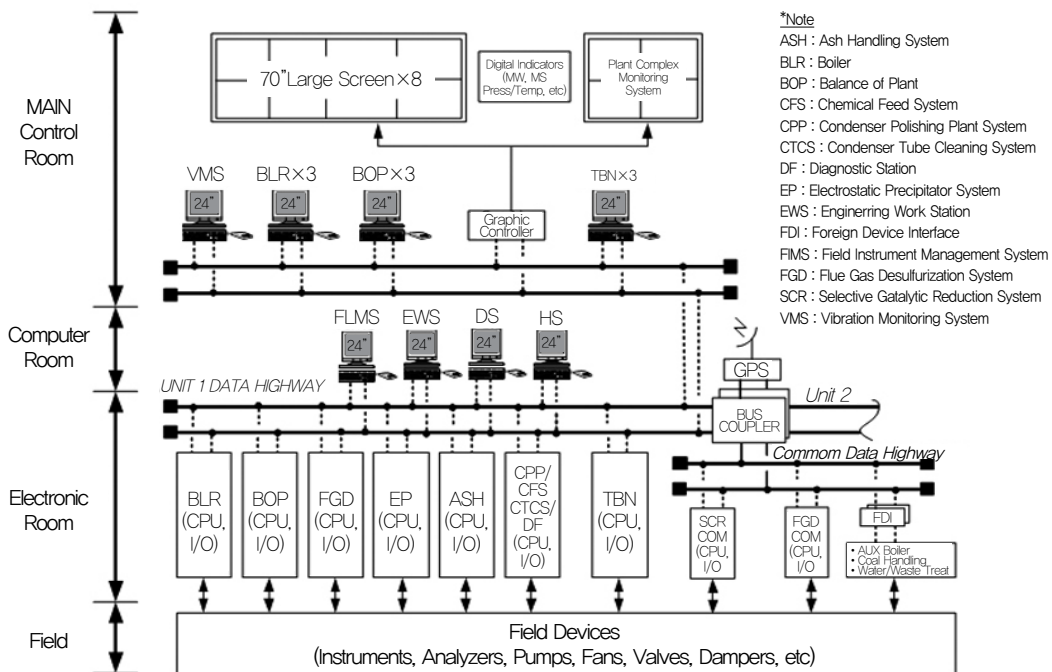 MAIN
Control
Room
70"Large Screen×8
Digital Indicators
(MW, MS
Press/Temp, etc)
Plant Complex
Monitoring
System
*Note
ASH : Ash Handling System
BLR : Boiler
BOP : Balance of Plant
CFS : Chemical Feed System
CPP : Condenser Polishing Plant System
CTCS : Condenser Tube Cleaning System
DF : Diagnostic Station
EP : Electrostatic Precipitator System
EWS : Enginerring Work Station
FDI : Foreign Device Interface
FIMS : Field Instrument Management System
FGD : Flue Gas Desulfurization System
SCR : Selective Gatalytic Reduction System
VMS : Vibration Monitoring System
VMS
BLR×3
BOP×3
TBN×3
24"
24"
24"
24"
Graphic
Controller
Computer
Room
FLMS
EWS
DS
HS
24"
24"
24"
24"
GPS
UNIT 1 DATA HIGHWAY
Unit 2
BUS
COUPLER
Commom Data Highway
Electronic
Room
BLR
(CPU,
I/O)
BOP
(CPU,
I/O)
FGD
(CPU,
I/O)
EP
(CPU,
I/O)
ASH
(CPU,
I/O)
CPP/
CFS
CTCS/
DF
(CPU,
I/O)
TBN
(CPU,
I/O)
SCR
COM
(CPU,
I/O)
FGD
COM
(CPU,
I/O)
FDI
• AUX Boiler
• Coal Handling
• Water/Waste Treat
Field
Field Devices
(Instruments, Analyzers, Pumps, Fans, Valves, Dampers, etc)